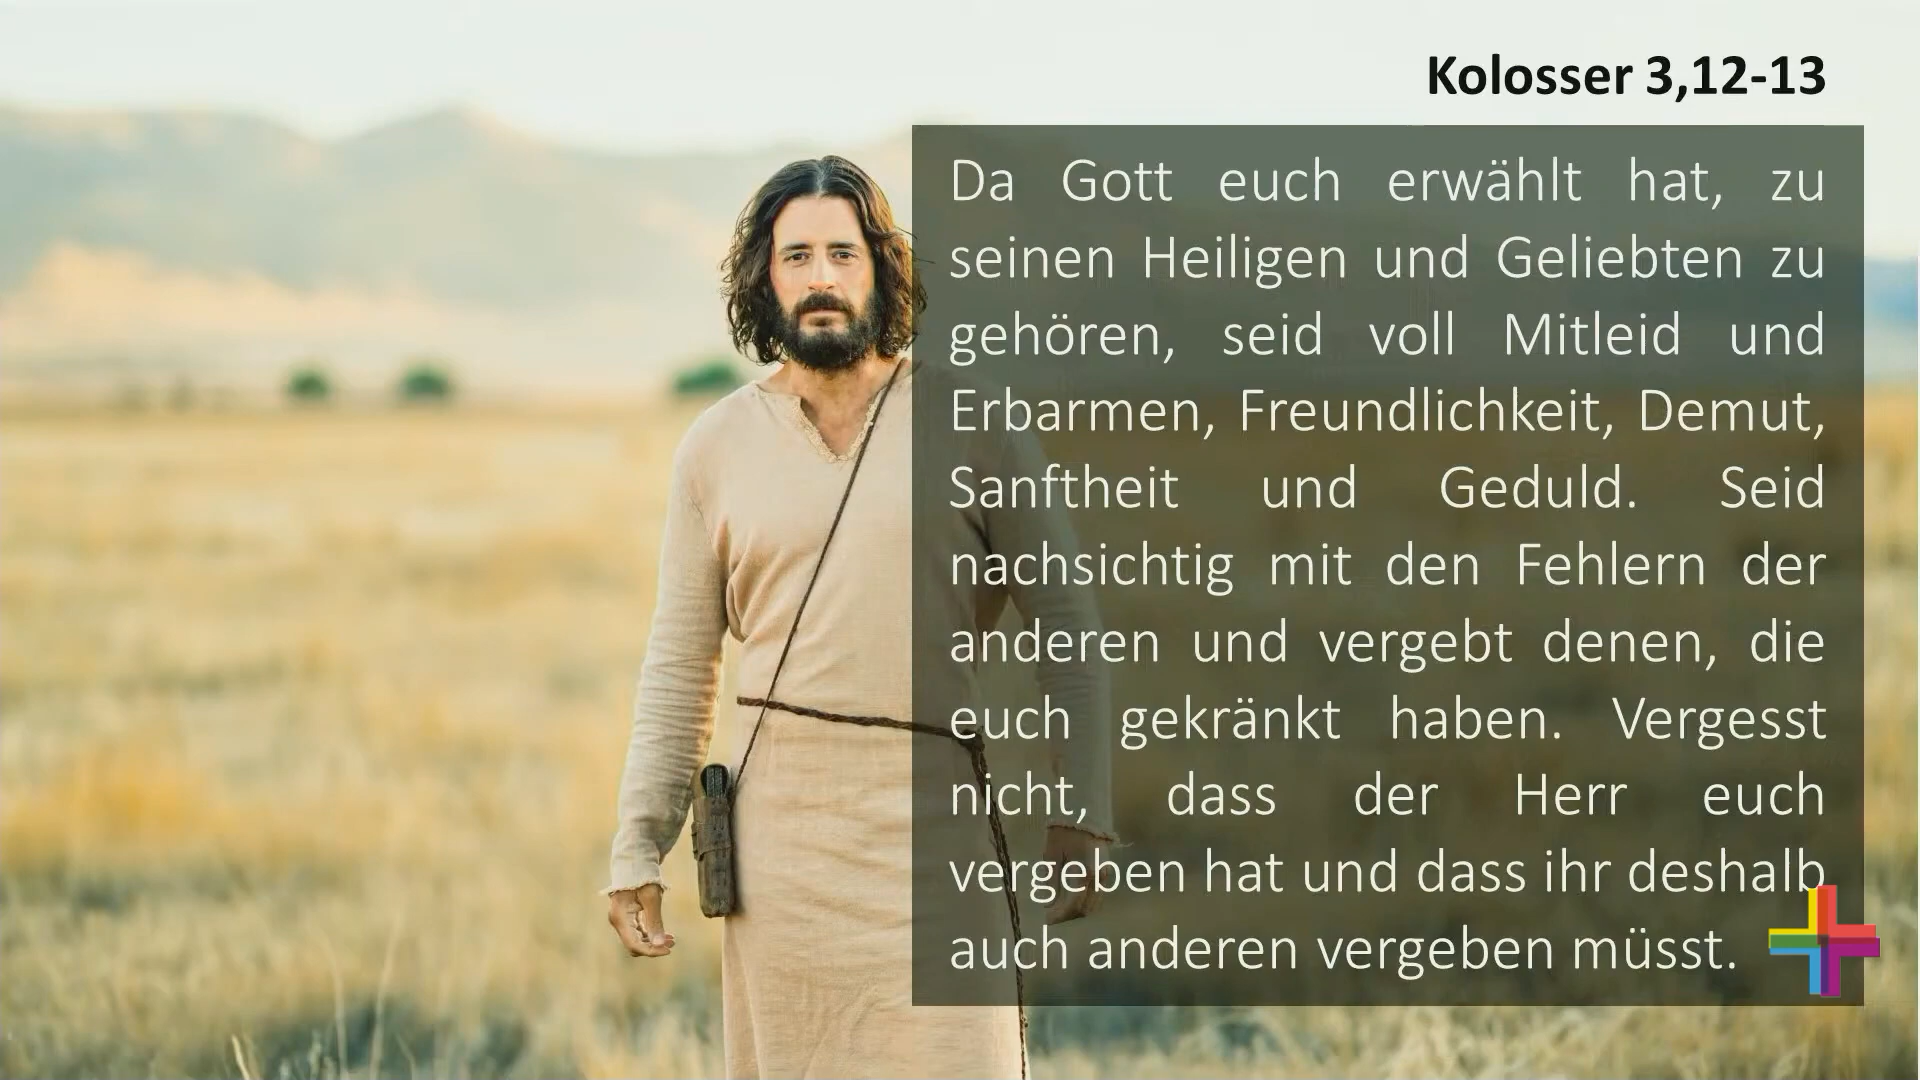 Kolosser 3,12-13
Da Gott euch erwählt hat, zu
seinen Heiligen und Geliebten zu
gehören, seid voll Mitleid und
Erbarmen, Freundlichkeit, Demut,
Sanftheit und Geduld. Seid
nachsichtig mit den Fehlern der
anderen und vergebt denen, die
euch gekränkt haben. Vergesst
nicht, dass der Herr euch
vergeben hat und dass ihr deshalb
auch anderen vergeben müsst.